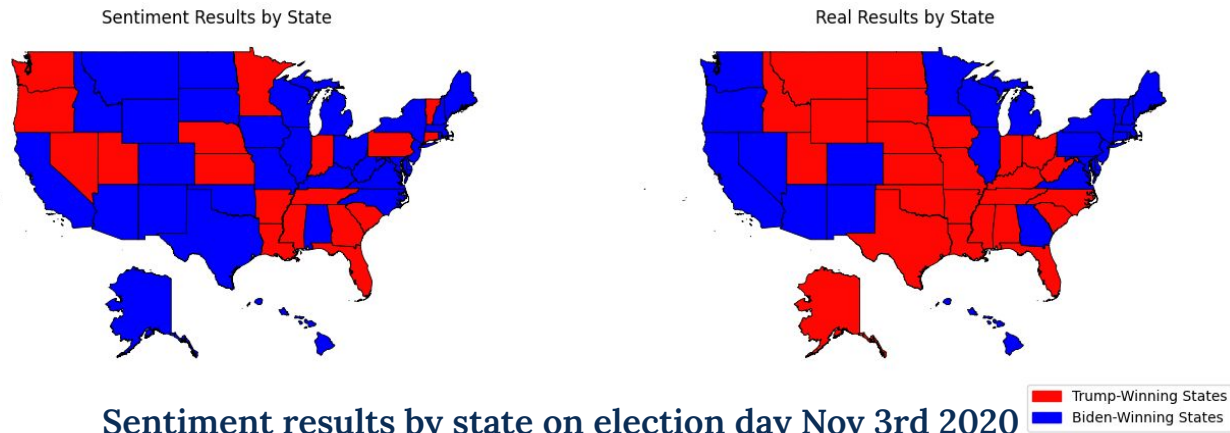 Sentiment Results by State
Real Results by State
Trump-Winning States
Biden-Winning States
Sentiment results by state on election day Nov 3rd 2020